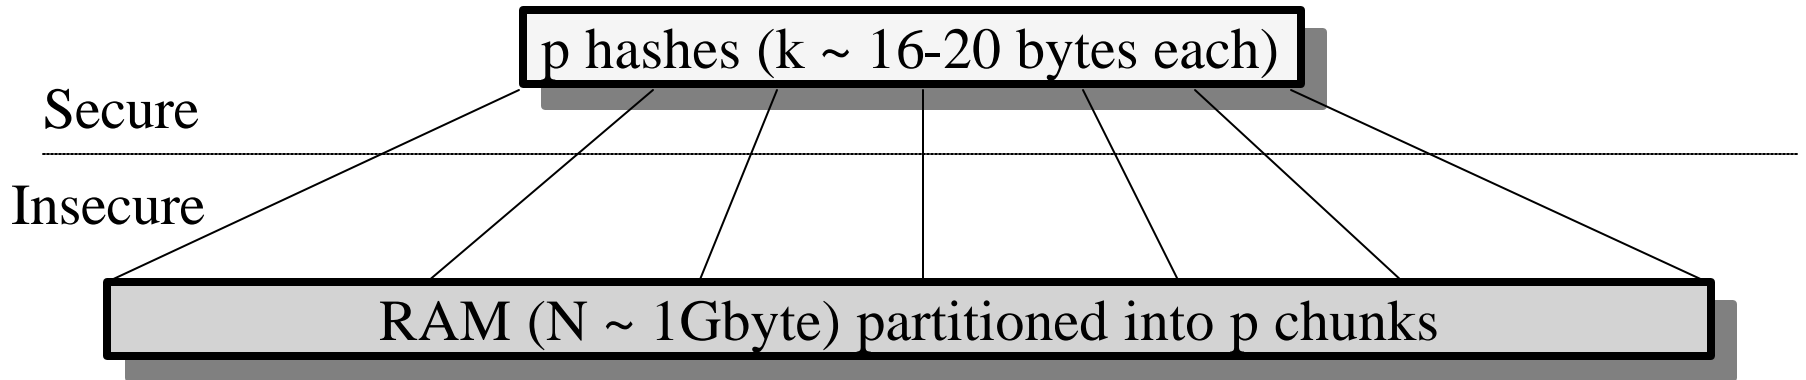 p hashes (k ~ 16-20 bytes each)
Secure
Insecure
RAM (N ~ 1Gbyte) partitioned into p chunks